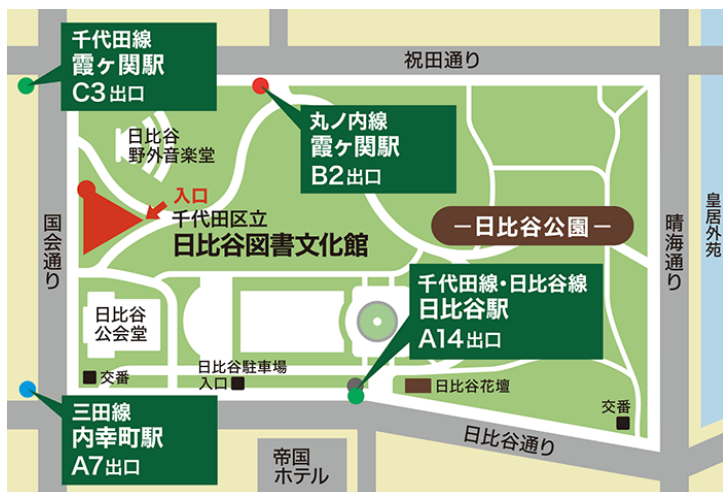 千代田線
霞ヶ関駅
C3出口
祝田通り
丸ノ内線
霞ヶ関駅
B2出口
日比谷
野外音楽堂
入口
千代田区立
日比谷図書文化館
ー日比谷公園ー
国会通り
晴海通り
皇居外苑
千代田線・日比谷線
日比谷駅
A14出口
日比谷
公会堂
交番
日比谷駐車場
入口
日比谷花壇
交番
三田線
内幸町駅
A7出口
日比谷通り
帝国
ホテル